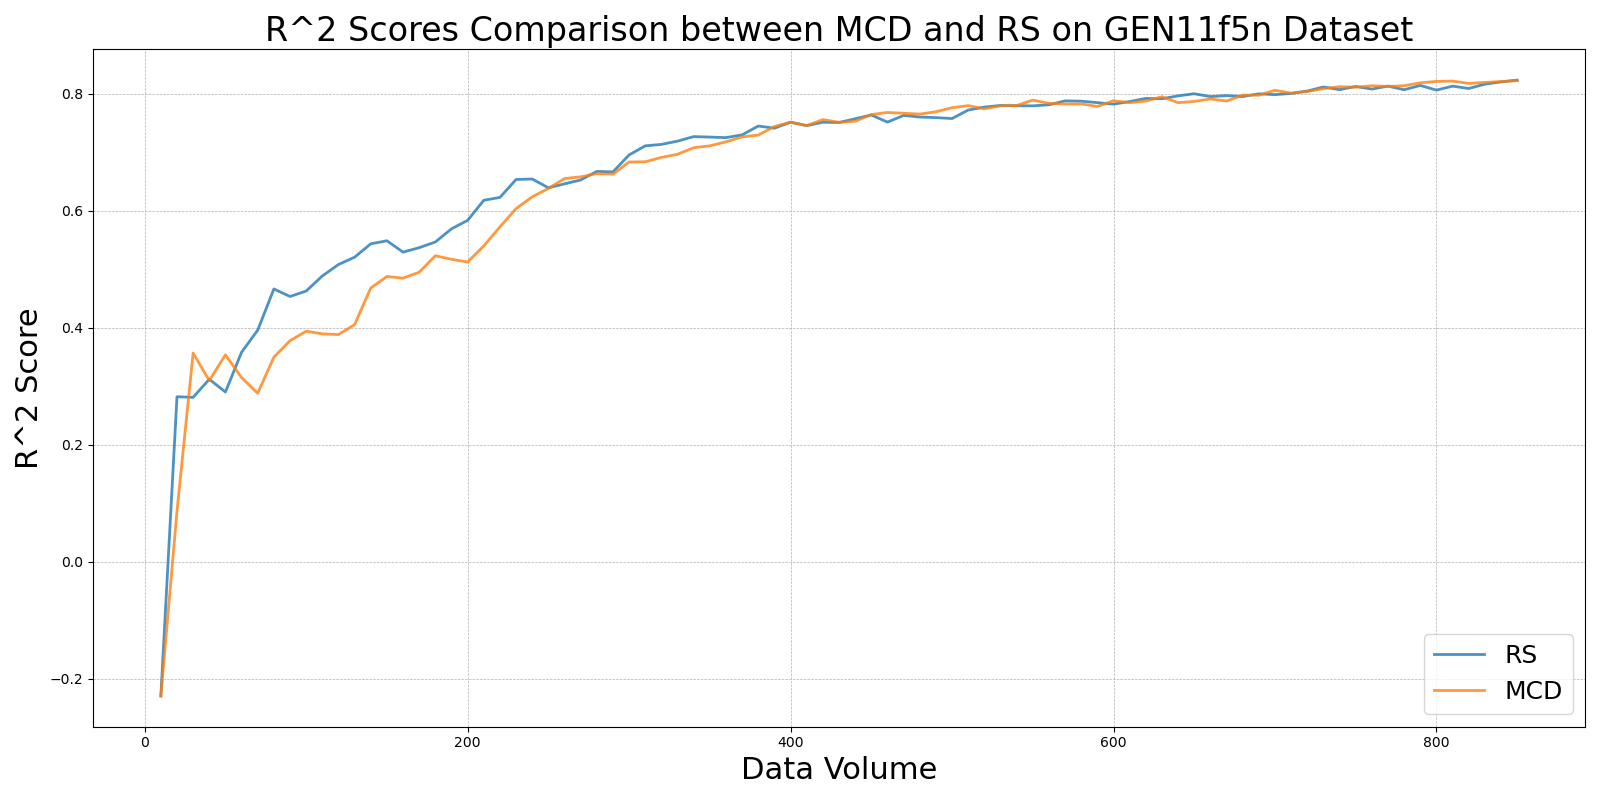 R^2 Scores Comparison between MCD and RS on GEN11f5n Dataset
R^2 Score
0.8
0.6
0.4
0.2
0.0
−0.2
0 200 400 600 800
Data Volume
RS
MCD